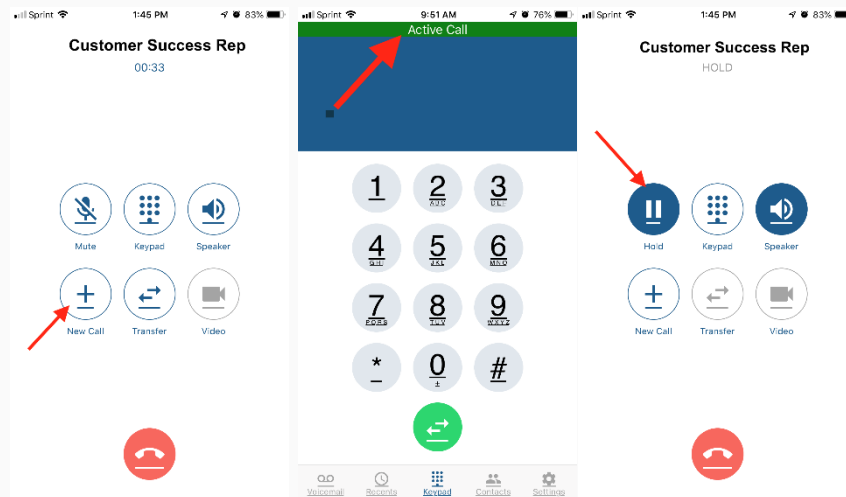 Sprint 1:45 PM 83%
Customer Success Rep
00:33
Mute Keypad Speaker
New Call Transfer Video
Sprint 9:51 AM 76%
Active Call
1 2 3
ABC DEF
4 5 6
GHI JKL MNO
7 8 9
PQRS TUV WXYZ
* 0 #
+
Voicemail Recents Keypad Contacts Settings
Sprint 1:45 PM 83%
Customer Success Rep
HOLD
Hold Keypad Speaker
New Call Transfer Video